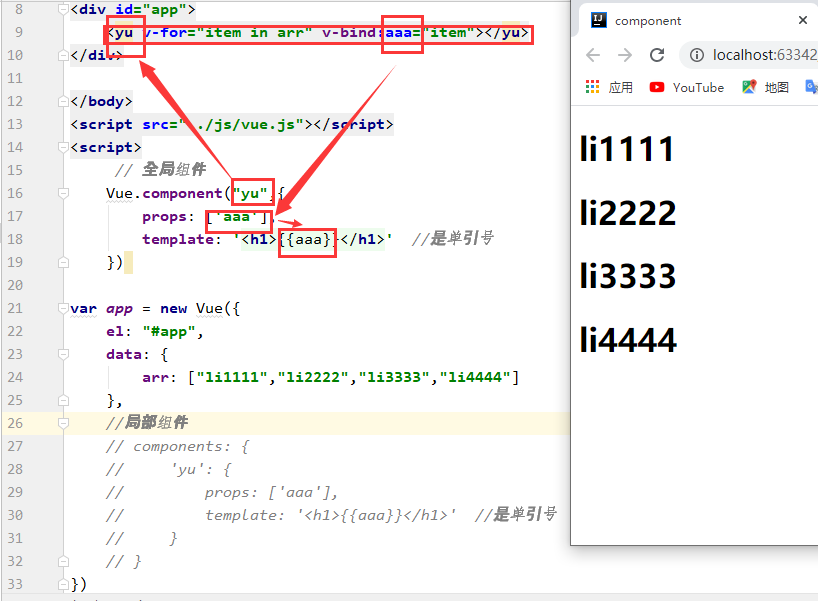 8 <div id="app">
9 <yu v-for="item in arr" v-bind:aaa="item"></yu>
10 </div>
11
12 </body>
13 <script src="../js/vue.js"></script>
14 <script>
15 // 全局组件
16 Vue.component("yu",{
17 props: ['aaa'],
18 template: '<h1>{{aaa}}</h1>' //是单引号
19 })
20
21 var app = new Vue({
22 el: "#app",
23 data: {
24 arr: ["li1111","li2222","li3333","li4444"]
25 },
26 //局部组件
27 // components: {
28 // 'yu': {
29 // props: ['aaa'],
30 // template: '<h1>{{aaa}}</h1>' //是单引号
31 // }
32 // }
33 })
component
localhost:63342
应用 YouTube 地图
li1111
li2222
li3333
li4444